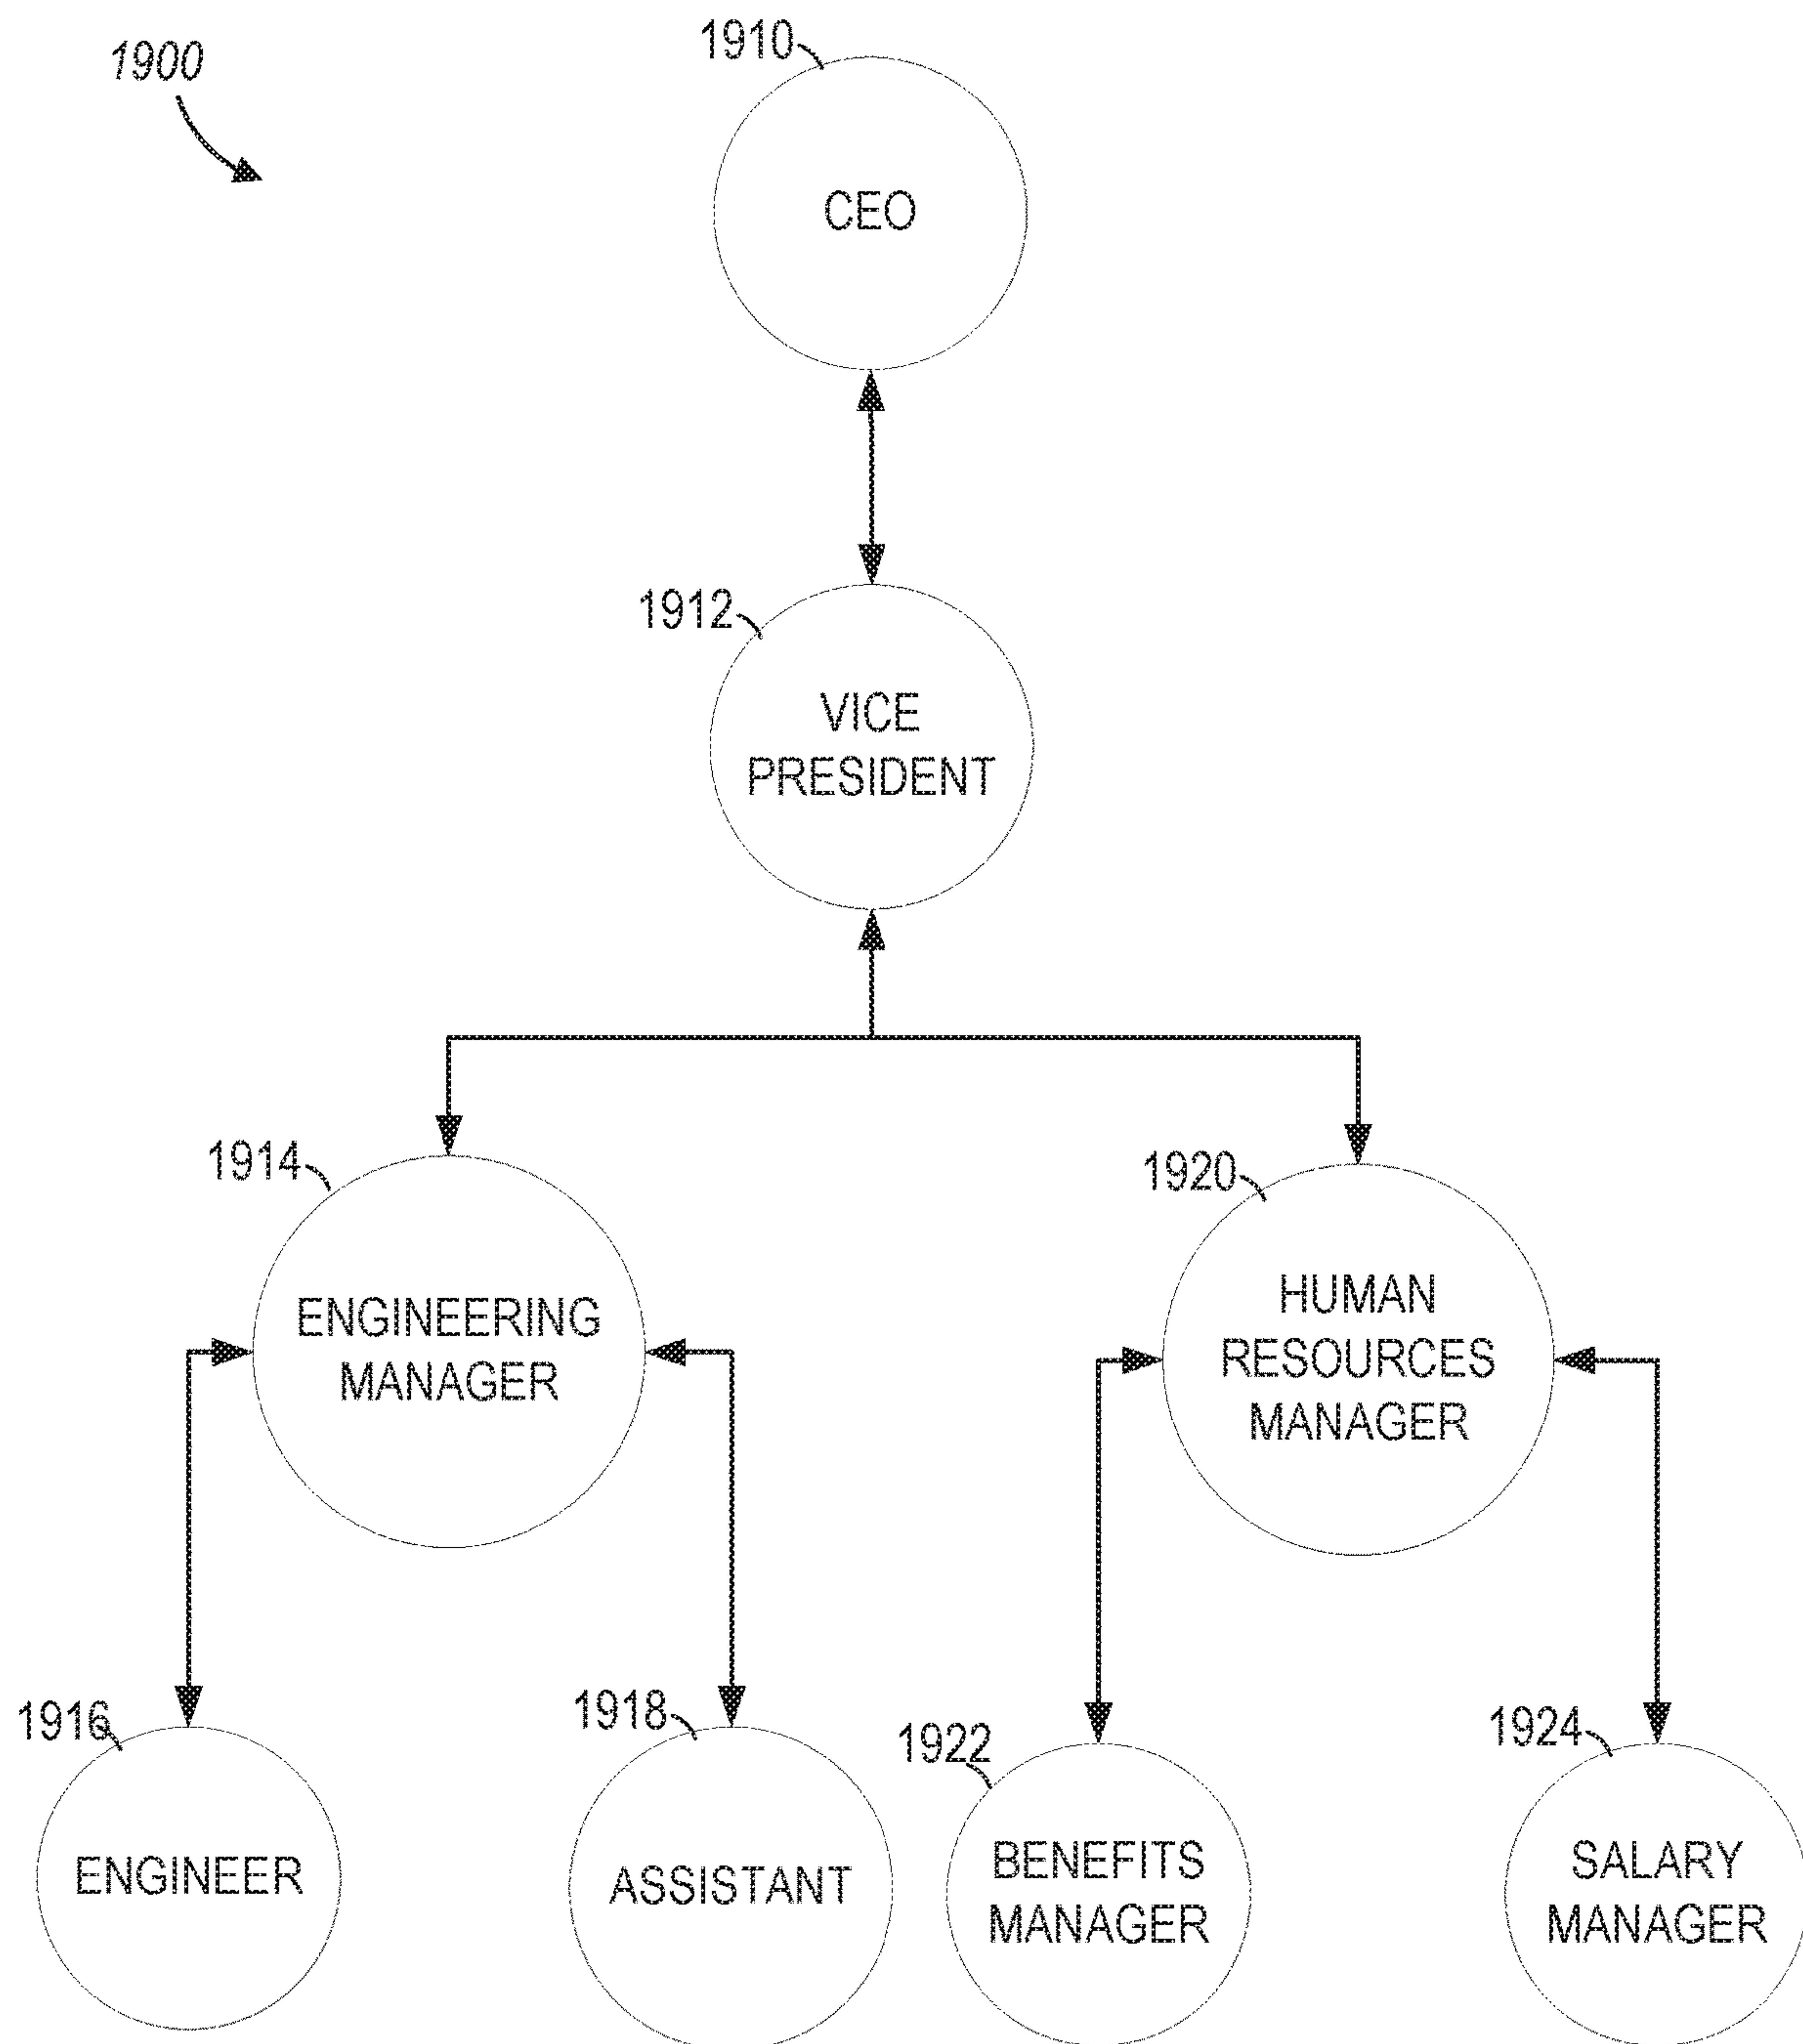 1900
1910
CEO
1912
VICE
PRESIDENT
1914
ENGINEERING
MANAGER
1920
HUMAN
RESOURCES
MANAGER
1916
ENGINEER
1918
ASSISTANT
1922
BENEFITS
MANAGER
1924
SALARY
MANAGER